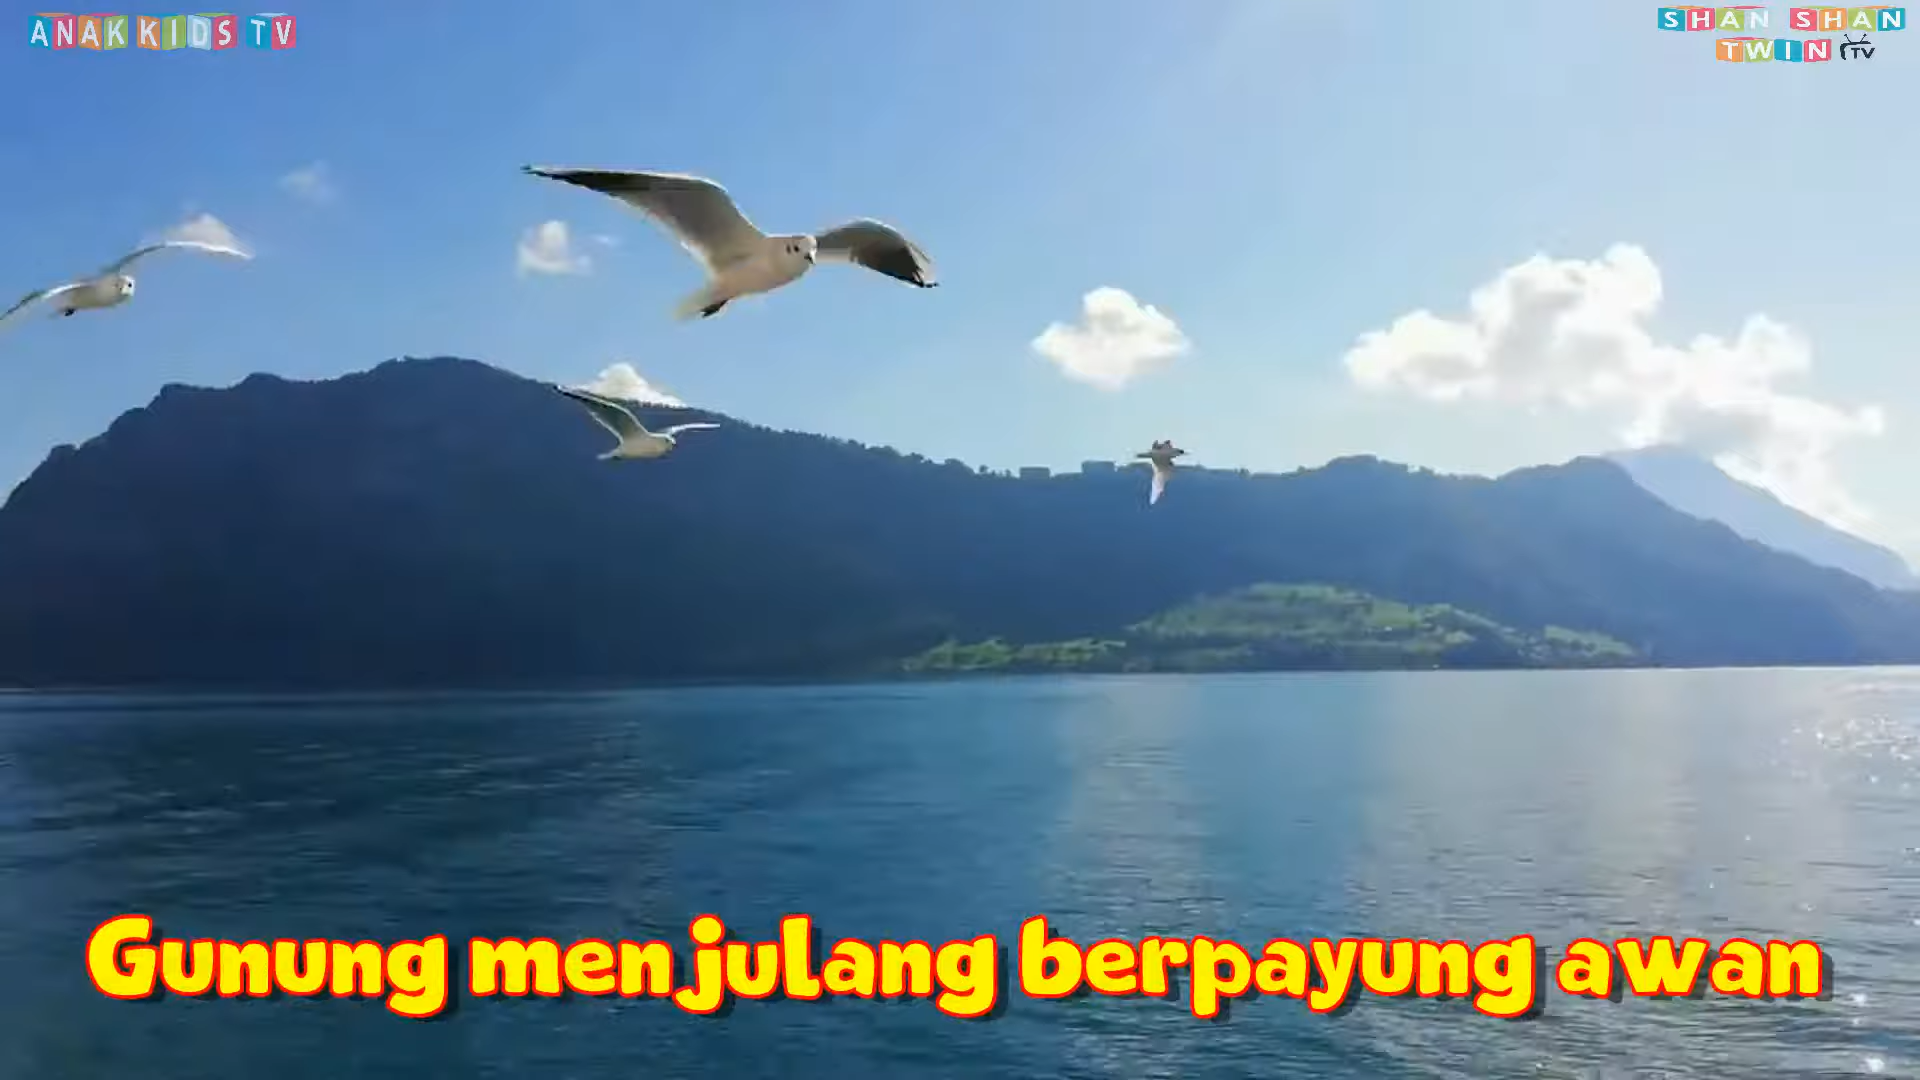 ANAK KIDS TV
SHAN SHAN
TWIN TV
Gunung menjulang berpayung awan